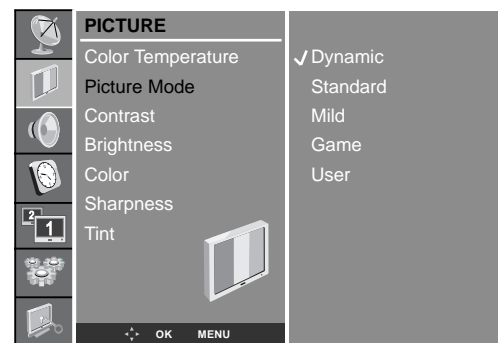 PICTURE
Color Temperature
Picture Mode
Contrast
Brightness
Color
Sharpness
Tint
✓ Dynamic
Standard
Mild
Game
User
2
1
OK MENU